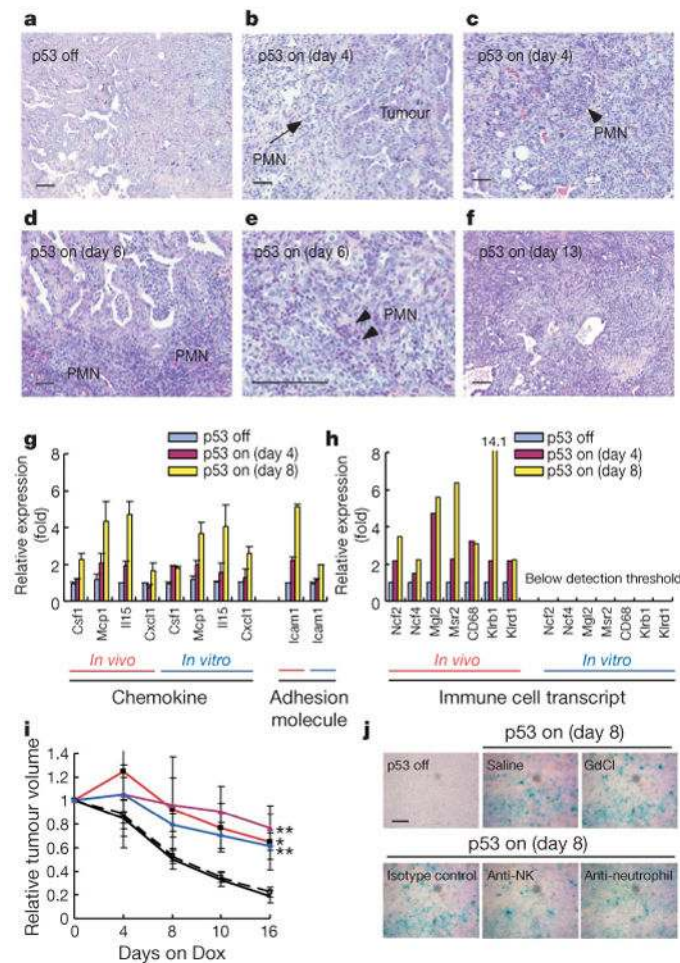 a
p53 off
b
p53 on (day 4)
Tumour
PMN
c
p53 on (day 4)
PMN
d
p53 on (day 6)
PMN
PMN
e
p53 on (day 6)
PMN
f
p53 on (day 13)
g
p53 off
p53 on (day 4)
p53 on (day 8)
Relative expression
(fold)
8
6
4
2
0
Csf1
Mcp1
Il15
Cxcl1
Csf1
Mcp1
Il15
Cxcl1
Icam1
Icam1
In vivo
In vitro
Chemokine
Adhesion
molecule
h
p53 off
p53 on (day 4)
p53 on (day 8)
14.1
Relative expression
(fold)
8
6
4
2
0
Below detection threshold
Ncf2
Ncf4
Mgl2
Msr2
CD68
Klrb1
Klrd1
Ncf2
Ncf4
Mgl2
Msr2
CD68
Klrb1
Klrd1
In vivo
In vitro
Immune cell transcript
i
Relative tumour volume
1.4
1.2
1
0.8
0.6
0.4
0.2
0
**
*
**
0
4
8
10
16
Days on Dox
j
p53 on (day 8)
p53 off
Saline
GdCl
p53 on (day 8)
Isotype control
Anti-NK
Anti-neutrophil